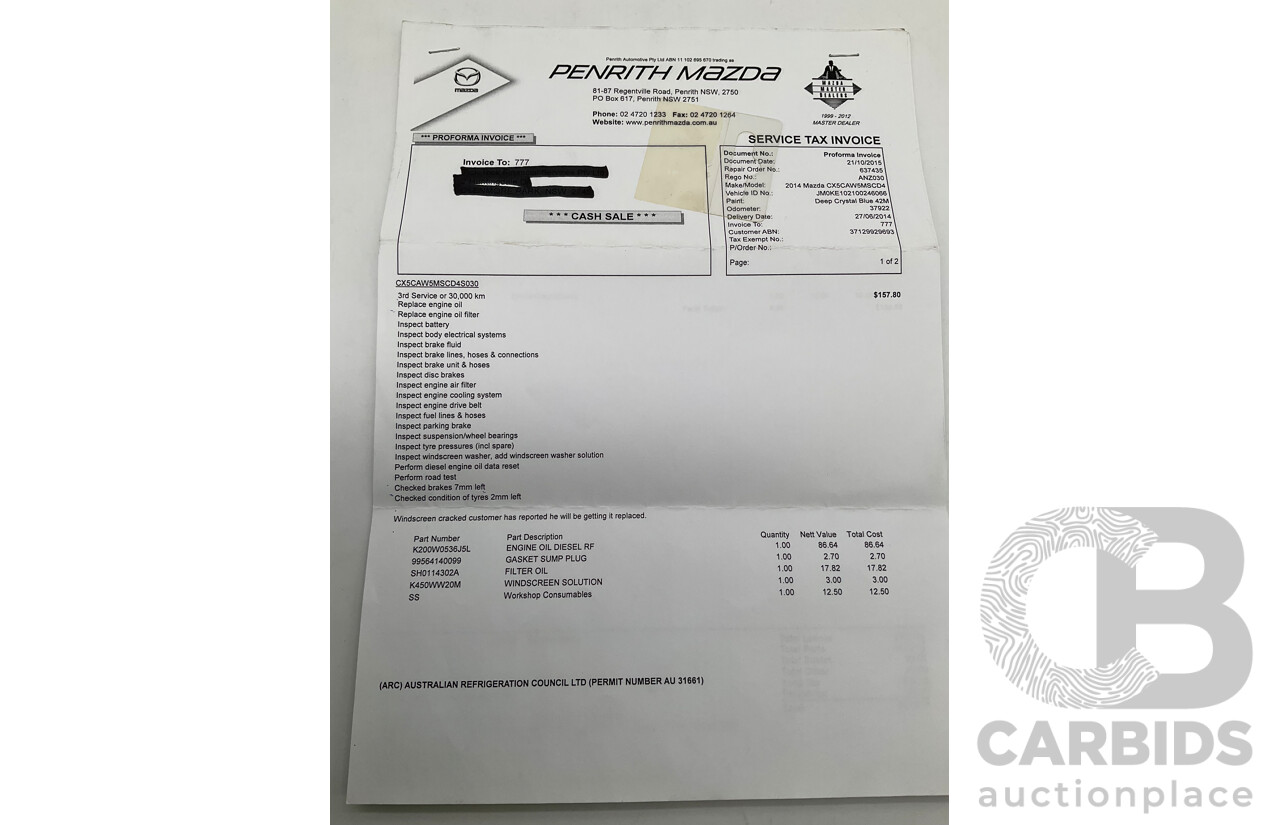 Penrith Automotive Pty Ltd ABN 11 102 695 670 trading as
PENRITH mazda
mazda
81-87 Regentville Road, Penrith NSW, 2750
PO Box 617, Penrith NSW 2751
Phone: 02 4720 1233 Fax: 02 4720 1264
Website: www.penrithmazda.com.au
MAZDA
MASTER
DEALERS
1999 - 2012
MASTER DEALER
*** PROFORMA INVOICE ***
Invoice To: 777
*** CASH SALE ***
SERVICE TAX INVOICE
Document No.: Proforma Invoice
Document Date: 21/10/2015
Repair Order No.: 637435
Rego No.: ANZ030
Make/Model: 2014 Mazda CX5CAW5MSCD4
Vehicle ID No.: JM0KE102100246066
Paint: Deep Crystal Blue 42M
Odometer: 37922
Delivery Date: 27/06/2014
Invoice To: 777
Customer ABN: 37129929693
Tax Exempt No.:
P/Order No.:
Page: 1 of 2
CX5CAW5MSCD4S030
3rd Service or 30,000 km $157.80
Replace engine oil
Replace engine oil filter
Inspect battery
Inspect body electrical systems
Inspect brake fluid
Inspect brake lines, hoses & connections
Inspect brake unit & hoses
Inspect disc brakes
Inspect engine air filter
Inspect engine cooling system
Inspect engine drive belt
Inspect fuel lines & hoses
Inspect parking brake
Inspect suspension/wheel bearings
Inspect tyre pressures (incl spare)
Inspect windscreen washer, add windscreen washer solution
Perform diesel engine oil data reset
Perform road test
Checked brakes 7mm left
Checked condition of tyres 2mm left
Windscreen cracked customer has reported he will be getting it replaced.
Part Number Part Description Quantity Nett Value Total Cost
K200W0536J5L ENGINE OIL DIESEL RF 1.00 86.64 86.64
99564140099 GASKET SUMP PLUG 1.00 2.70 2.70
SH0114302A FILTER OIL 1.00 17.82 17.82
K450WW20M WINDSCREEN SOLUTION 1.00 3.00 3.00
SS Workshop Consumables 1.00 12.50 12.50
(ARC) AUSTRALIAN REFRIGERATION COUNCIL LTD (PERMIT NUMBER AU 31661)
CB
CARBIDS
auctionplace